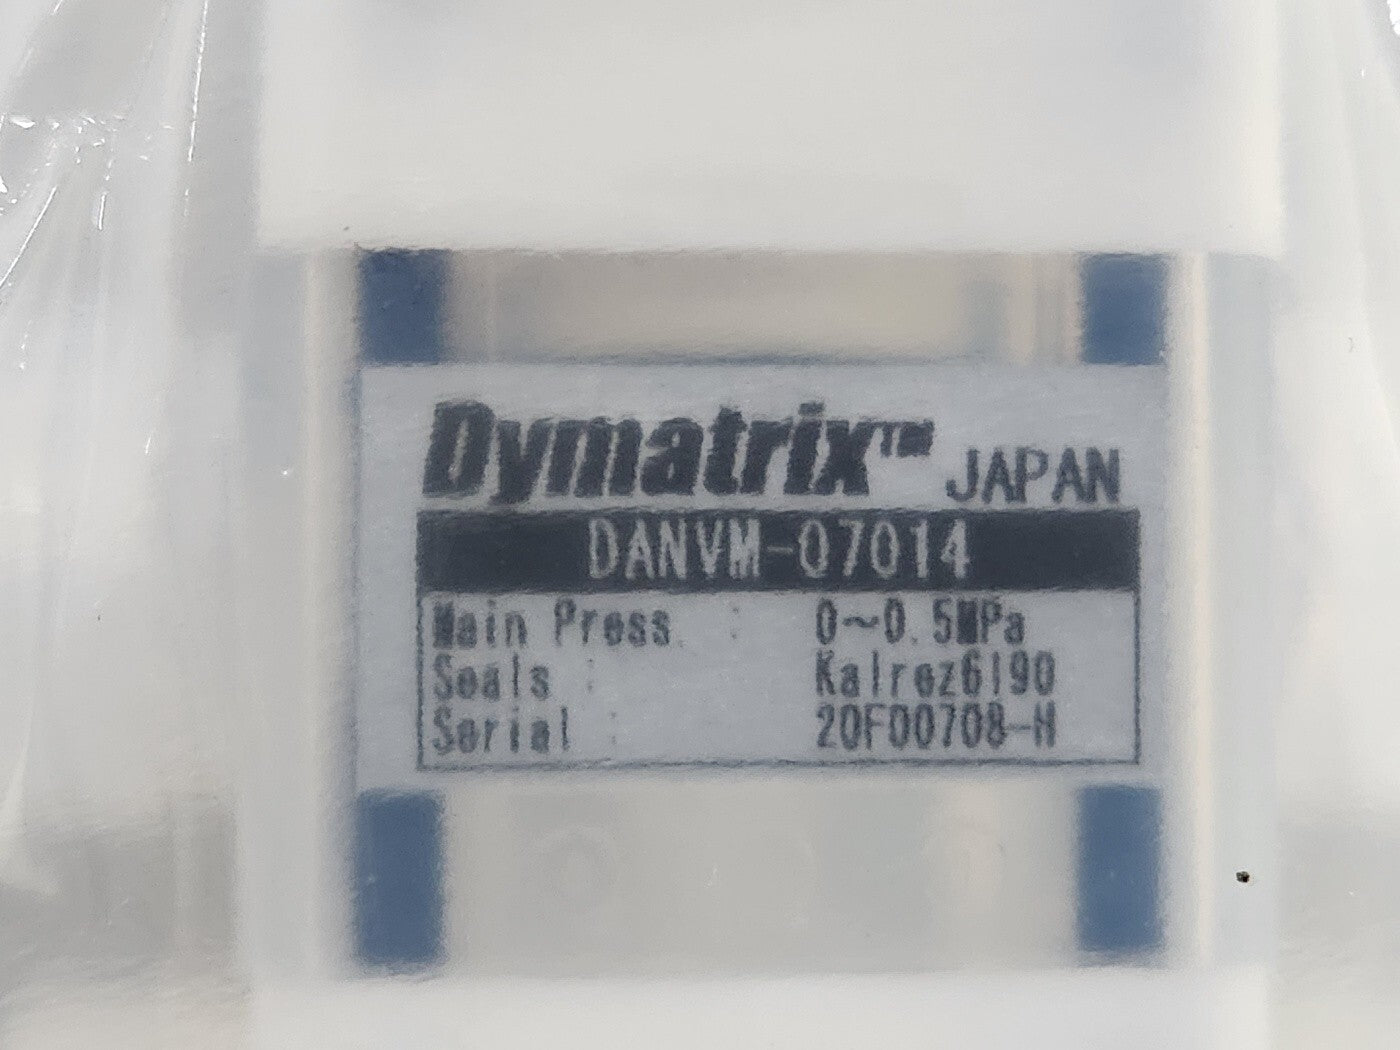 Dymatrix™ JAPAN
DANVM-07014
Main Press : 0~0.5MPa
Seals : Kalrez6190
Serial : 20F00708-H